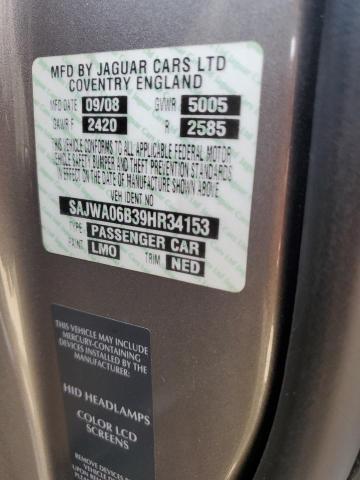 MFD BY JAGUAR CARS LTD
COVENTRY ENGLAND
MFD DATE 09/08 GVWR 5005
GAWR F 2420 R 2585
THIS VEHICLE CONFORMS TO ALL APPLICABLE FEDERAL MOTOR
VEHICLE SAFETY BUMPER AND THEFT STANDARDS IN EFFECT ON
THE DATE OF MANUFACTURE SHOWN ABOVE
VEH IDENT NO
SAJWA06B39HR34153
TYPE PASSENGER CAR
PAINT LMO TRIM NED
THIS VEHICLE MAY INCLUDE
MERCURY-CONTAINING
DEVICES INSTALLED BY THE
MANUFACTURER:
HID HEADLAMPS
COLOR LCD
SCREENS
REMOVE DEVICES